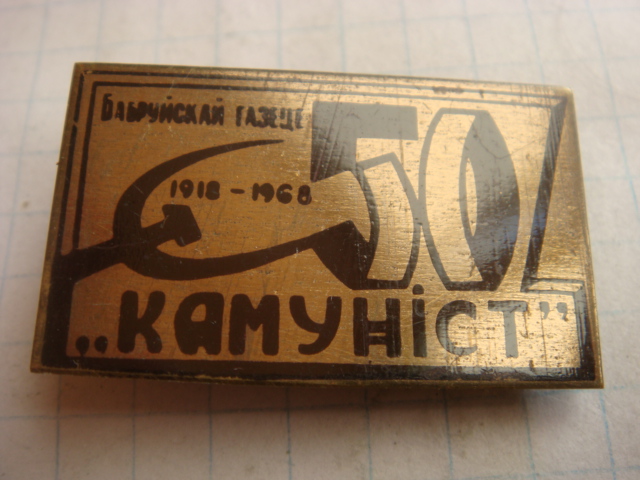 Бабруйскай газеце
50
1918 - 1968
„КАМУНіСТ”